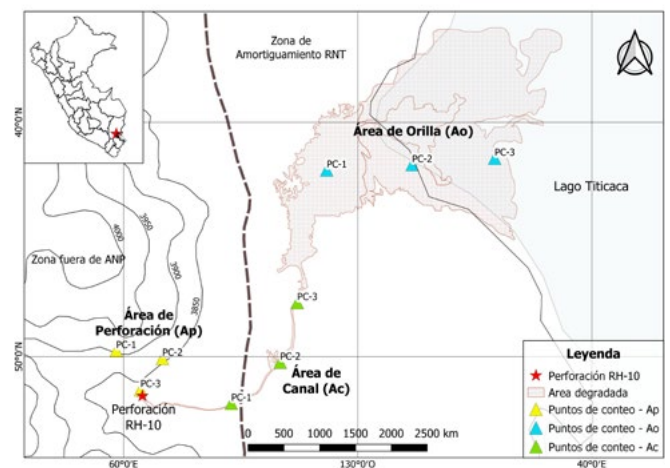 Zona de
Amortiguamiento RNT
40°0'N
Área de Orilla (Ao)
PC-1
PC-2
PC-3
Lago Titicaca
4000
3950
3900
3850
Zona fuera de ANP
PC-3
Área de
Perforación (Ap)
PC-1
PC-2
50°0'N
PC-3
Perforación
RH-10
PC-2
Área de
Canal (Ac)
PC-1
Leyenda
Perforación RH-10
Area degradada
Puntos de conteo - Ap
Puntos de conteo - Ao
Puntos de conteo - Ac
0 500 1000 1500 2000 2500 km
60°0'E
130°0'O
40°0'E